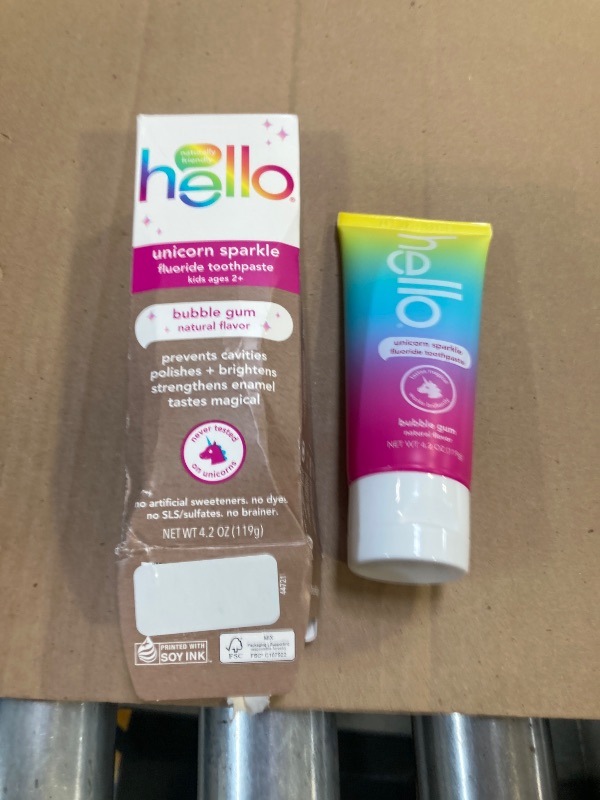 naturally
friendly
hello®
unicorn sparkle
fluoride toothpaste
kids ages 2+
bubble gum
natural flavor
prevents cavities
polishes + brightens
strengthens enamel
tastes magical
never tested
on unicorns
no artificial sweeteners. no dyes.
no SLS/sulfates. no brainer.
NET WT 4.2 OZ (119g)
44721
PRINTED WITH
SOY INK
FSC
MIX
hello
unicorn sparkle
fluoride toothpaste
bubble gum
natural flavor
NET WT 4.2 OZ (119g)